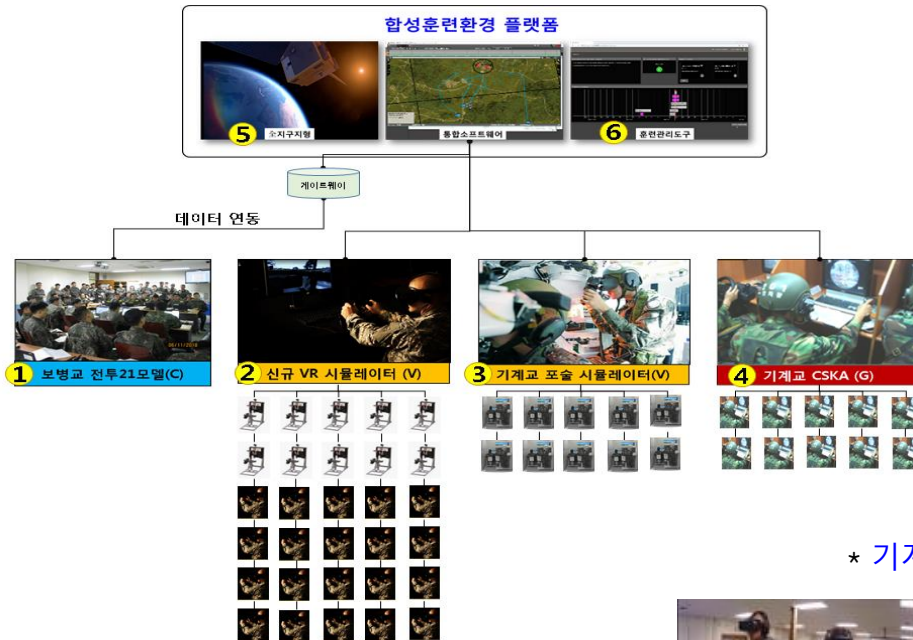 합성훈련환경 플랫폼
5 全지구지형
통합소프트웨어
6 훈련관리도구
게이트웨이
데이터 연동
1 보병교 전투21모델(C)
2 신규 VR 시뮬레이터 (V)
3 기계교 포술 시뮬레이터(V)
4 기계교 CSKA (G)